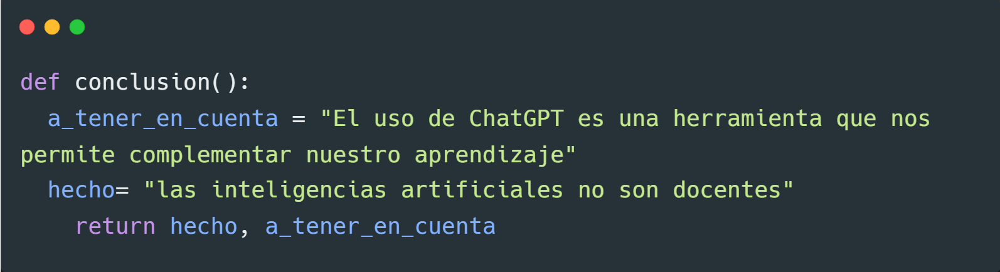 def conclusion():
  a_tener_en_cuenta = "El uso de ChatGPT es una herramienta que nos
permite complementar nuestro aprendizaje"
  hecho= "las inteligencias artificiales no son docentes"
    return hecho, a_tener_en_cuenta